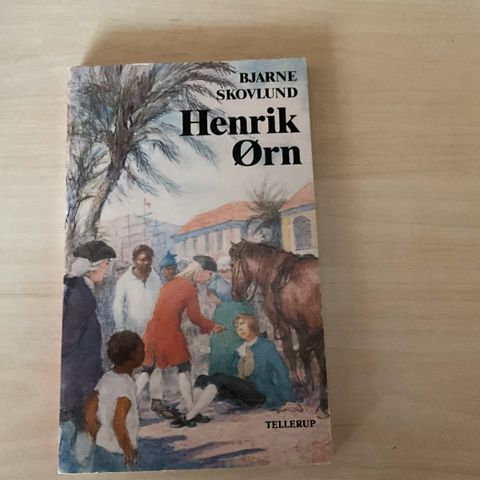 BJARNE
SKOVLUND
Henrik
Ørn
TELLERUP